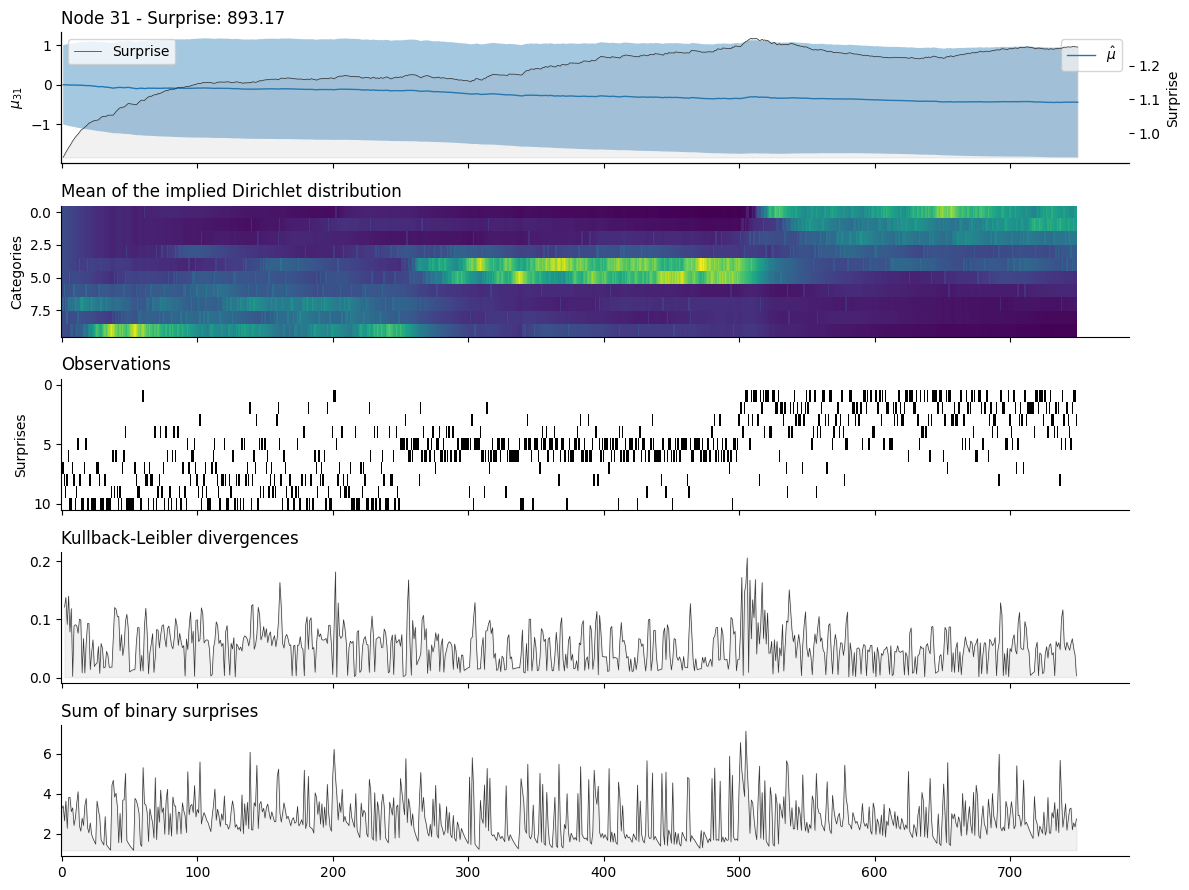 Node 31 - Surprise: 893.17
1
0
−1
μ31
Surprise
μ̂
1.2
1.1
1.0
Surprise
Mean of the implied Dirichlet distribution
0.0
2.5
5.0
7.5
Categories
Observations
0
5
10
Surprises
Kullback-Leibler divergences
0.2
0.1
0.0
Sum of binary surprises
6
4
2
0 100 200 300 400 500 600 700